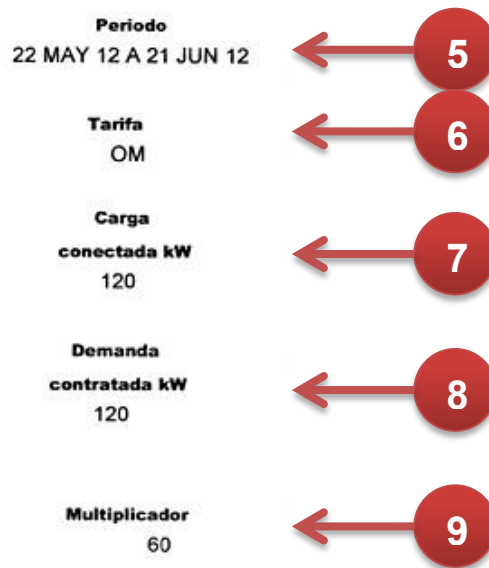 Periodo
22 MAY 12 A 21 JUN 12
5
Tarifa
OM
6
Carga
conectada kW
120
7
Demanda
contratada kW
120
8
Multiplicador
60
9